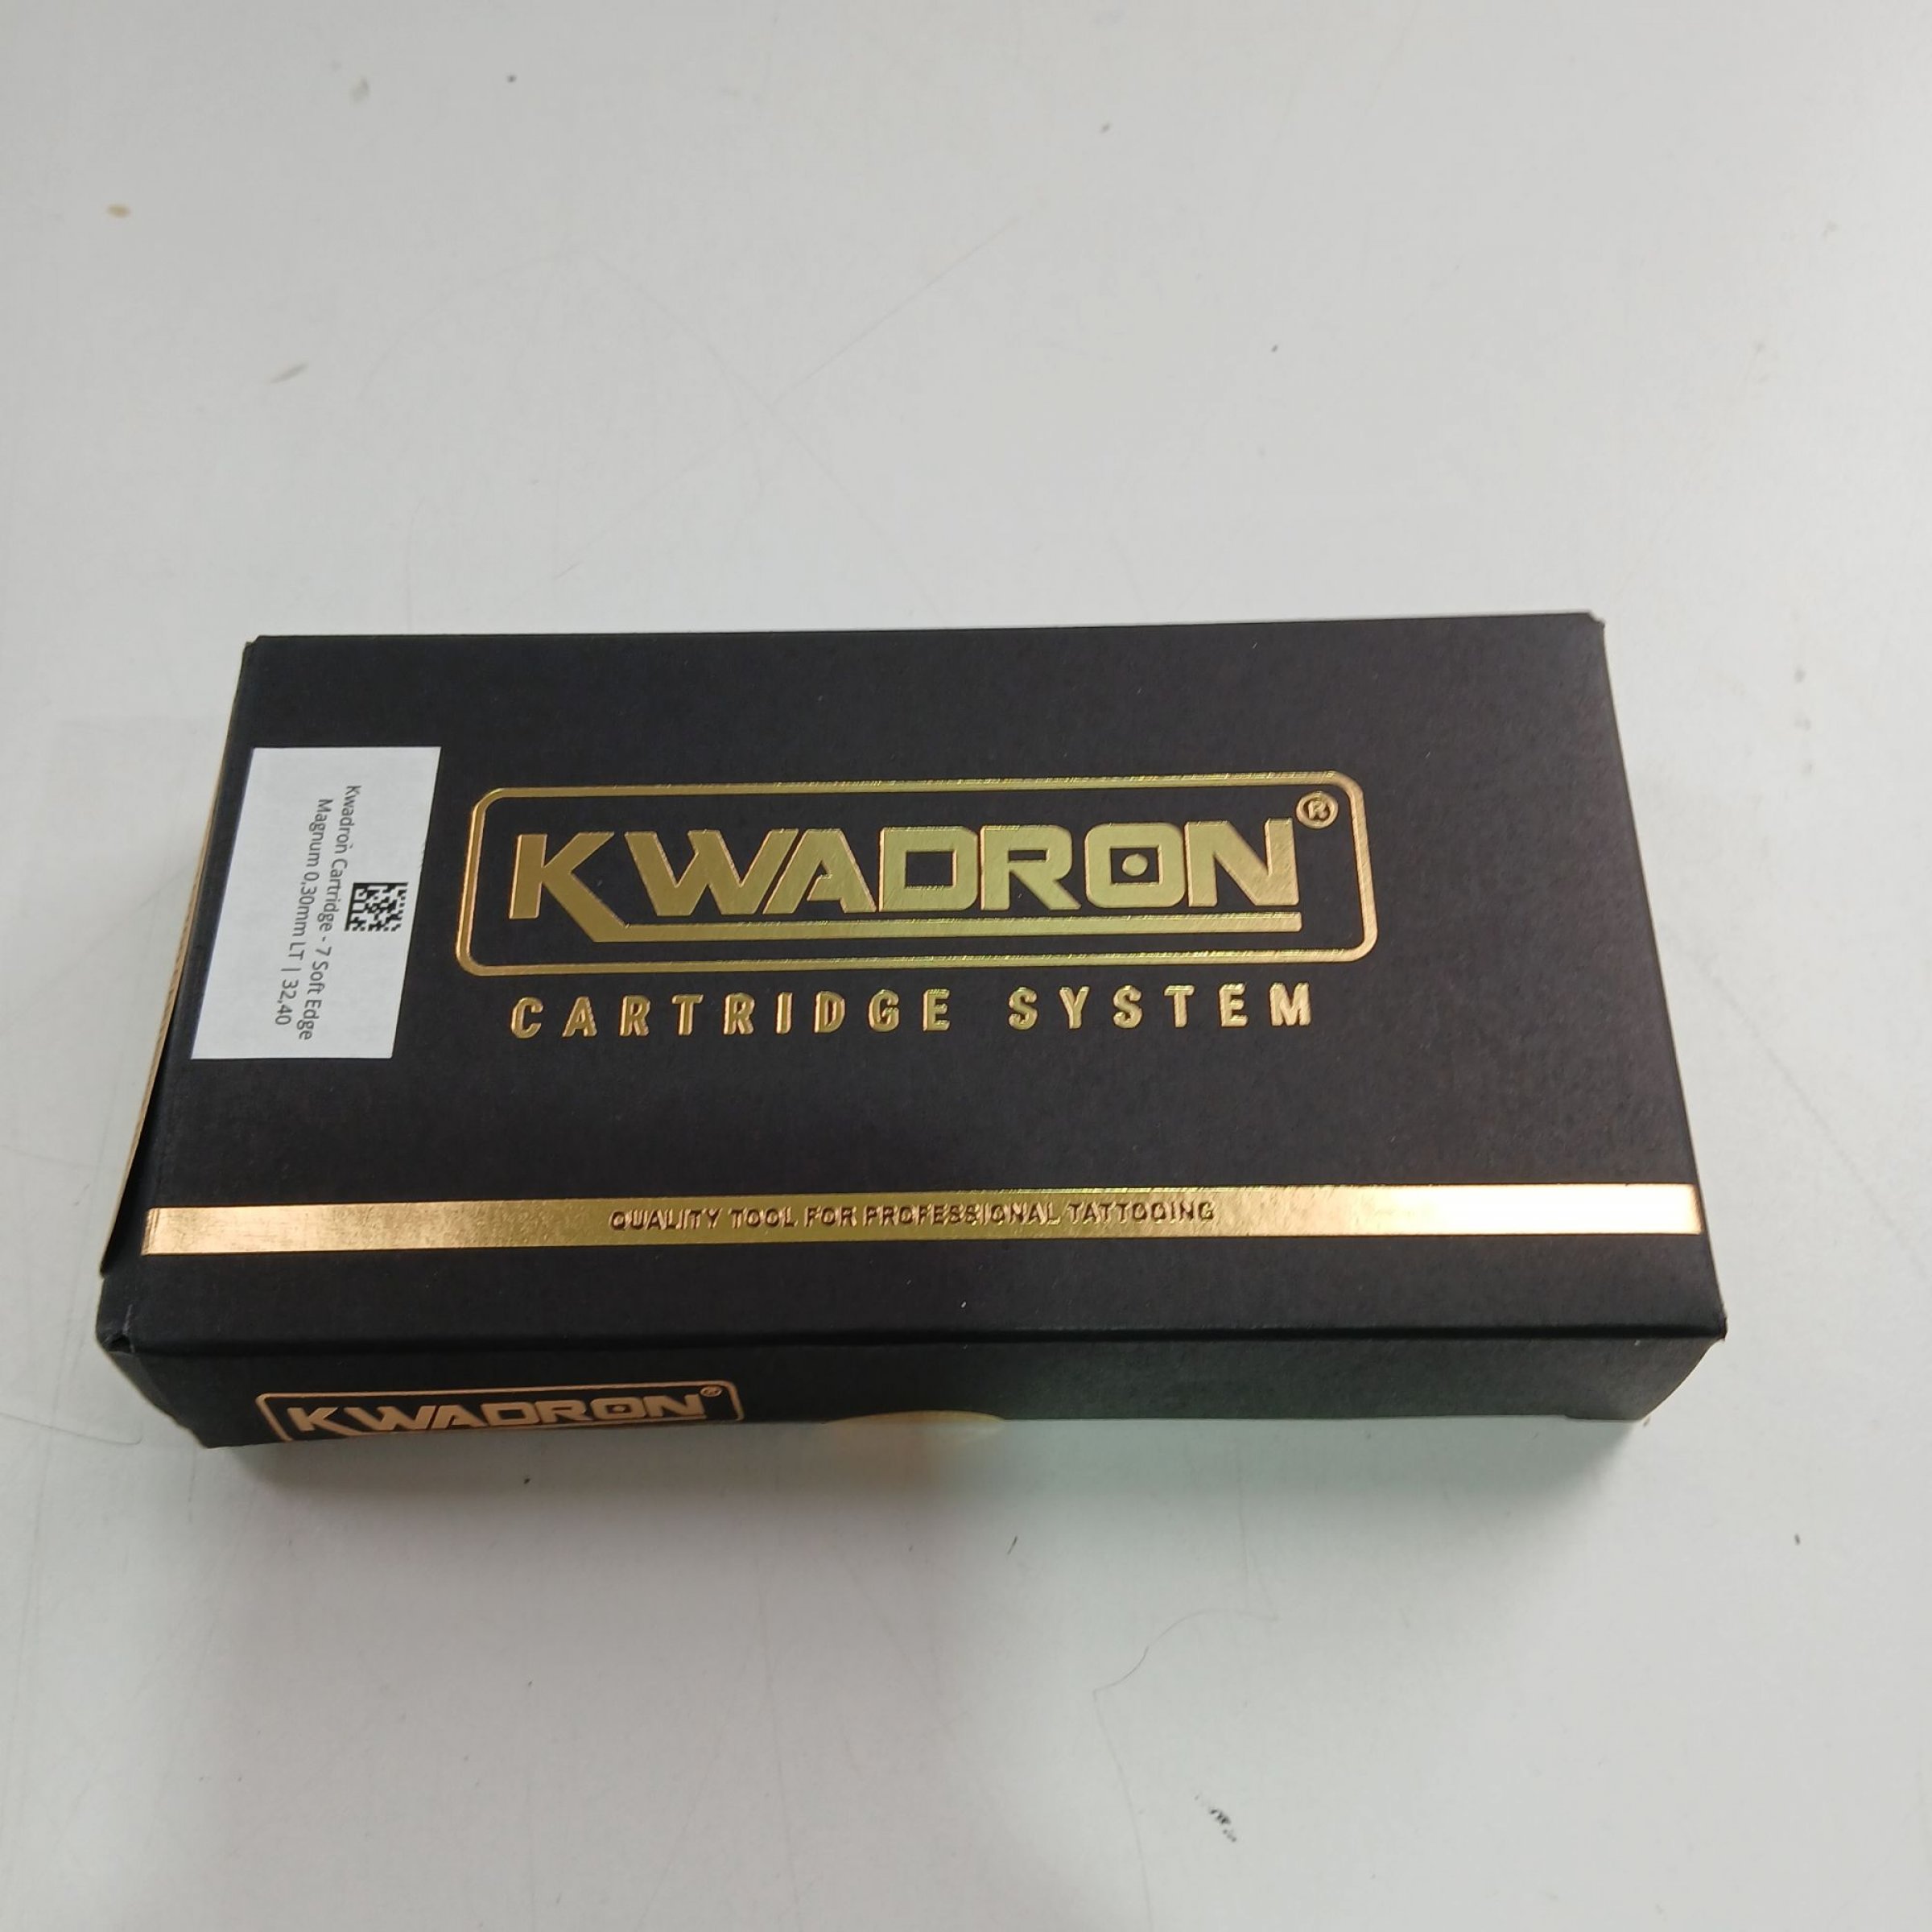 KWADRON®
CARTRIDGE SYSTEM
QUALITY TOOL FOR PROFESSIONAL TATTOOING
Kwadron Cartridge - 7 Soft Edge
Magnum 0,30mm LT | 32,40
KWADRON®